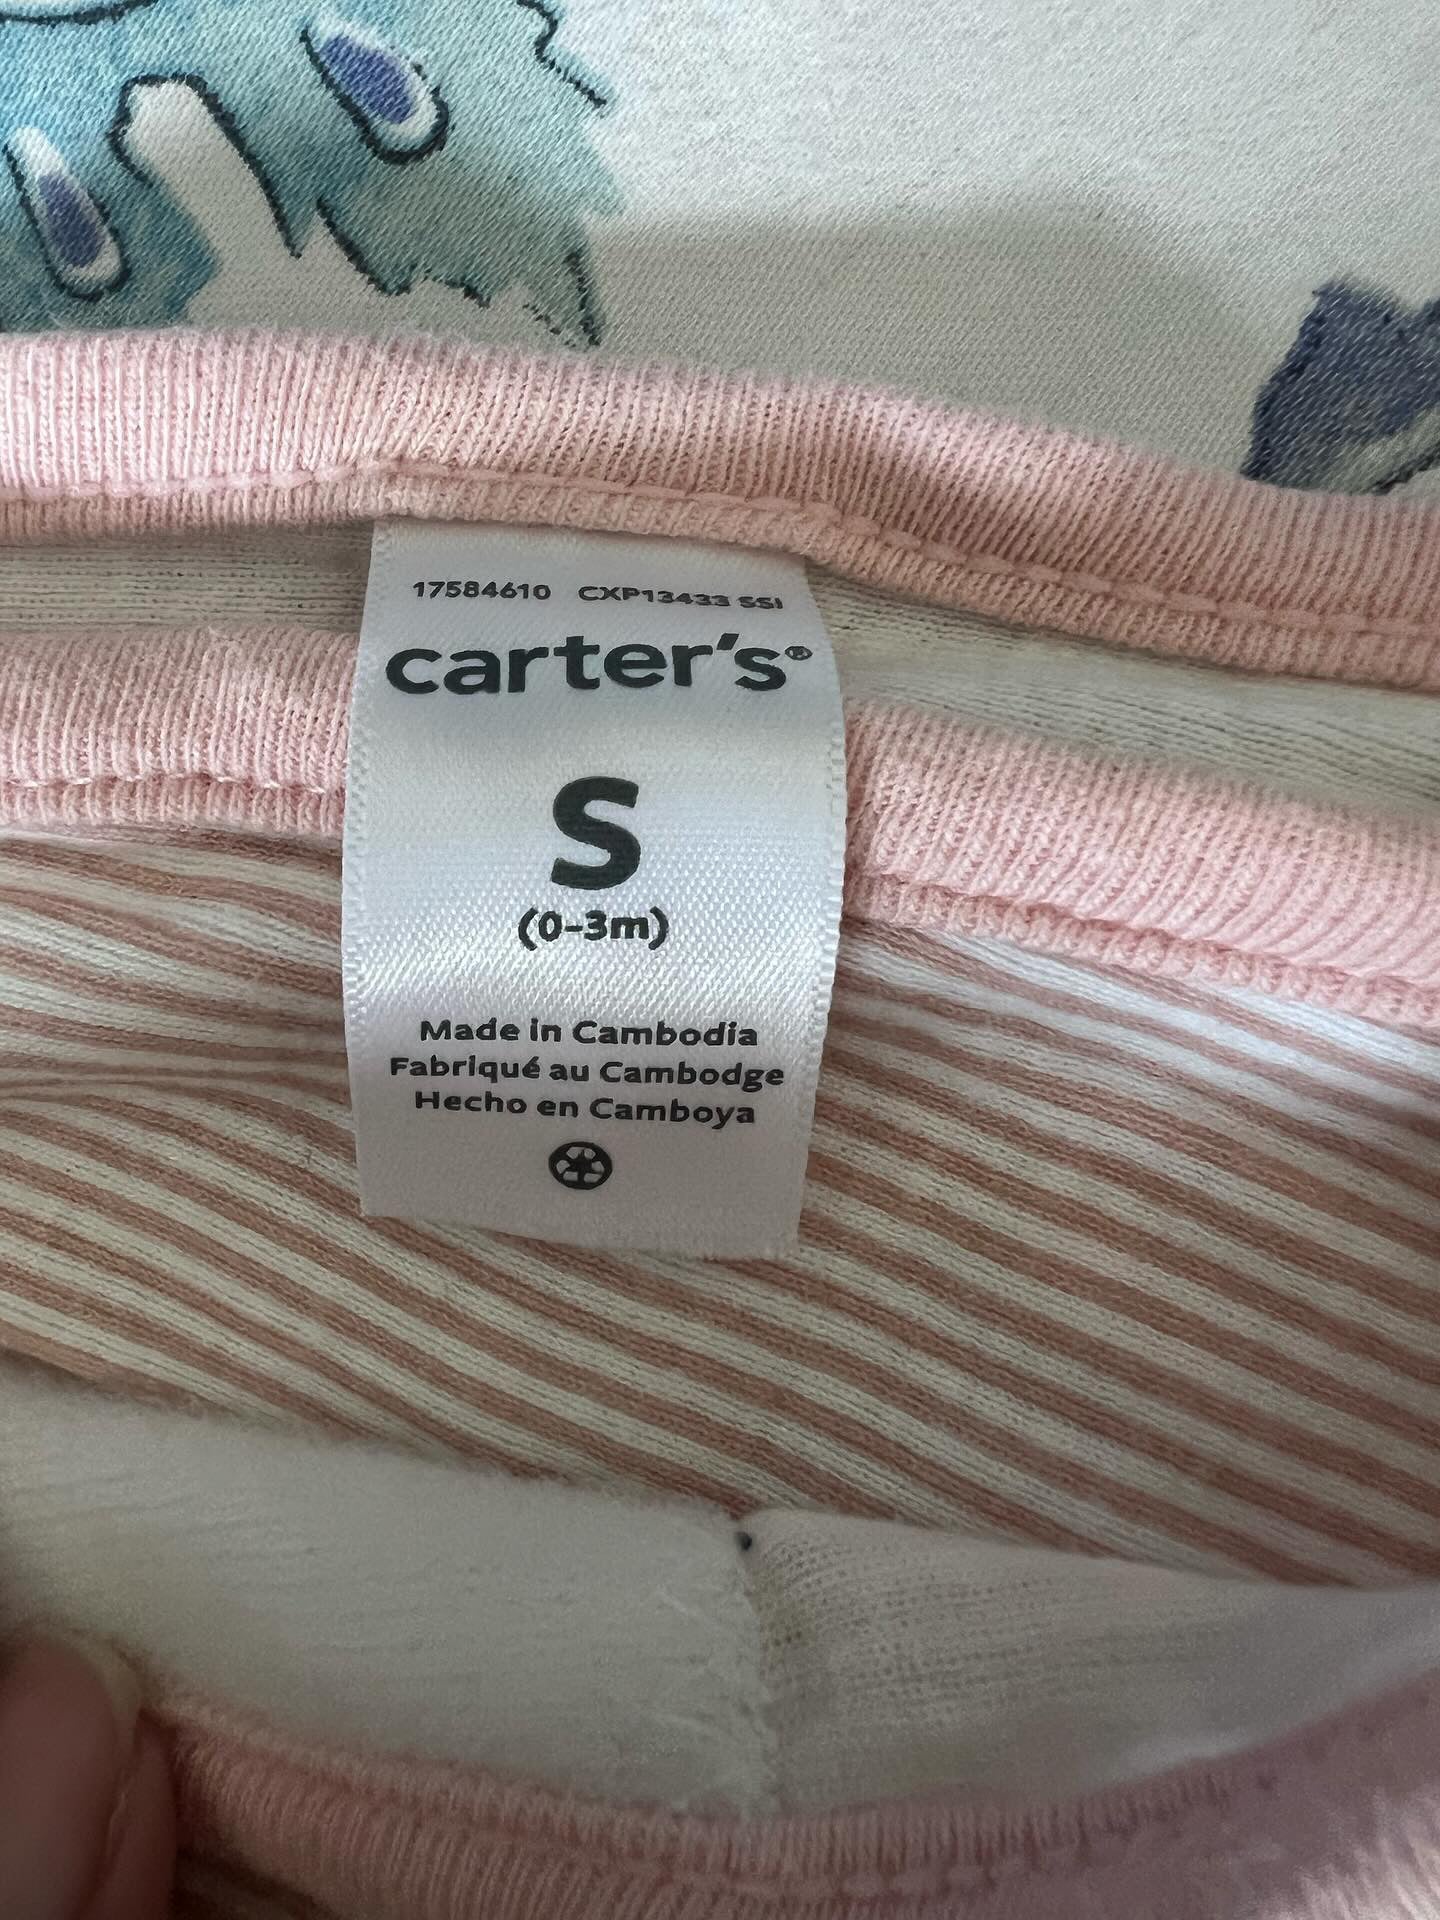 17584610 CXP13433 SSI
carter's®
S
(0-3m)
Made in Cambodia
Fabriqué au Cambodge
Hecho en Camboya